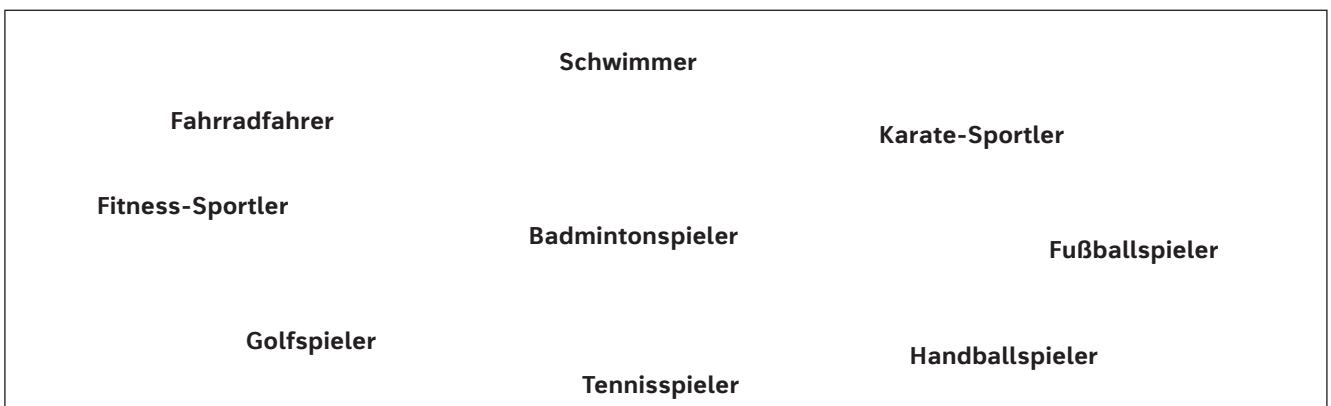 Schwimmer
Fahrradfahrer
Karate-Sportler
Fitness-Sportler
Badmintonspieler
Fußballspieler
Golfspieler
Handballspieler
Tennisspieler